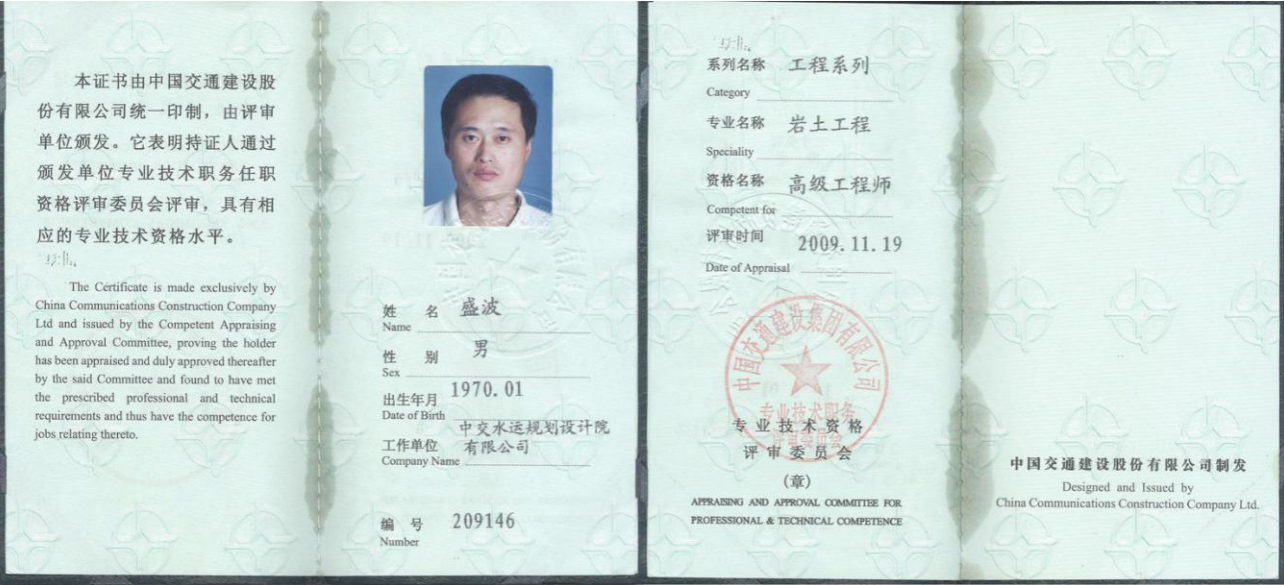 本证书由中国交通建设股
份有限公司统一印制，由评审
单位颁发。它表明持证人通过
颁发单位专业技术职务任职
资格评审委员会评审，具有相
应的专业技术资格水平。
The Certificate is made exclusively by
China Communications Construction Company
Ltd and issued by the Competent Appraising
and Approval Committee, proving the holder
has been appraised and duly approved thereafter
by the said Committee and found to have met
the prescribed professional and technical
requirements and thus have the competence for
jobs relating thereto.
姓 名 盛波
Name
性 别 男
Sex
出生年月 1970.01
Date of Birth
工作单位 中交水运规划设计院
有限公司
Company Name
编 号 209146
Number
系列名称 工程系列
Category
专业名称 岩土工程
Speciality
资格名称 高级工程师
Competent for
评审时间 2009.11.19
Date of Appraisal
中国交通建设集团有限公司
专业技术职务
评审委员会
专业技术资格
评审委员会
（章）
APPRAISING AND APPROVAL COMMITTEE FOR
PROFESSIONAL & TECHNICAL COMPETENCE
中国交通建设股份有限公司制发
Designed and Issued by
China Communications Construction Company Ltd.